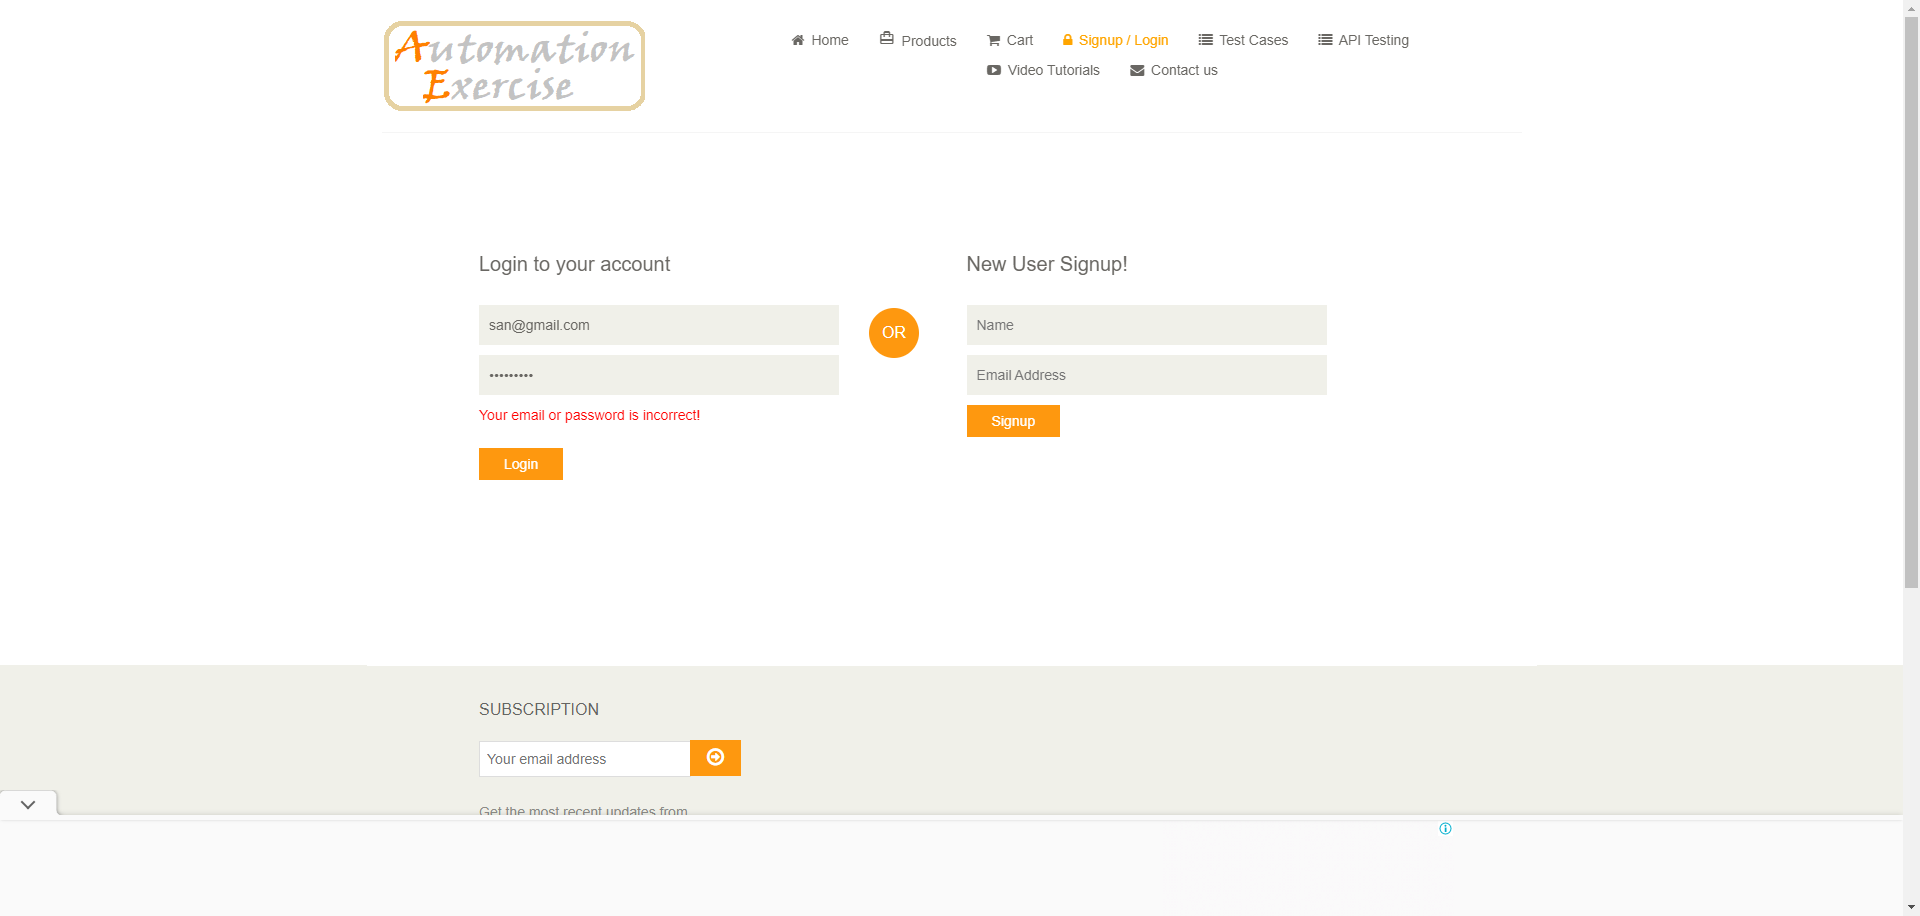 Automation
Exercise
Home
Products
Cart
Signup / Login
Test Cases
API Testing
Video Tutorials
Contact us
Login to your account
san@gmail.com
•••••••••
Your email or password is incorrect!
Login
OR
New User Signup!
Name
Email Address
Signup
SUBSCRIPTION
Your email address
Get the most recent updates from